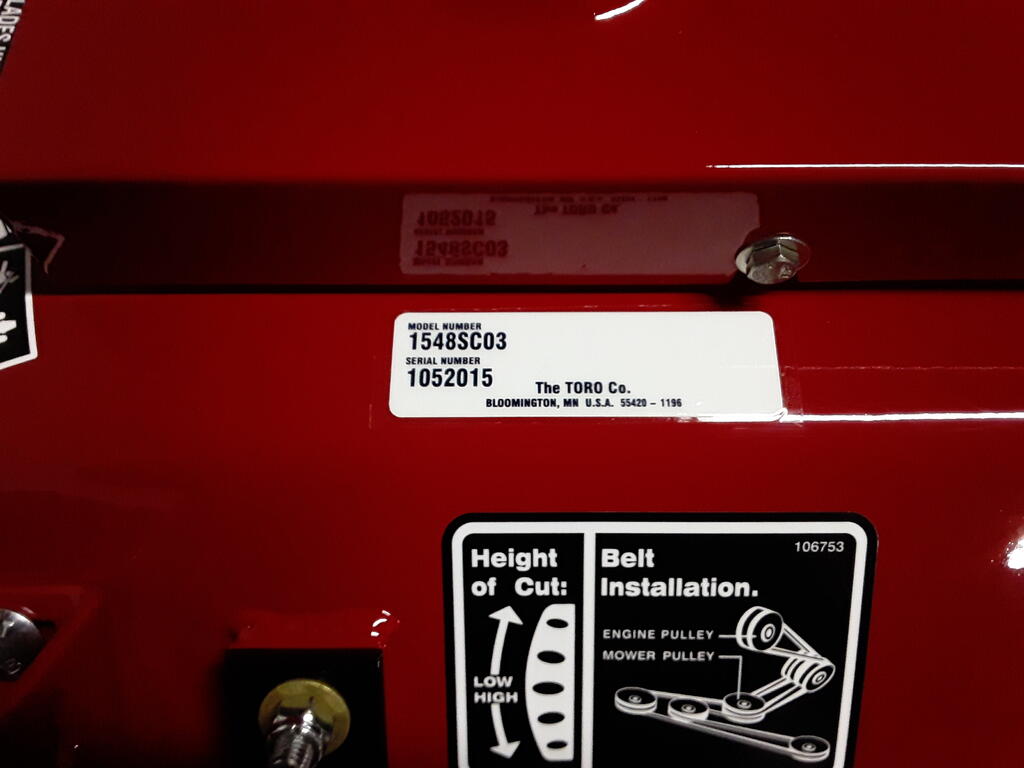 MODEL NUMBER
1548SC03
SERIAL NUMBER
1052015
The TORO Co.
BLOOMINGTON, MN U.S.A. 55420 – 1196
106753
Height
of Cut:
LOW
HIGH
Belt
Installation.
ENGINE PULLEY
MOWER PULLEY